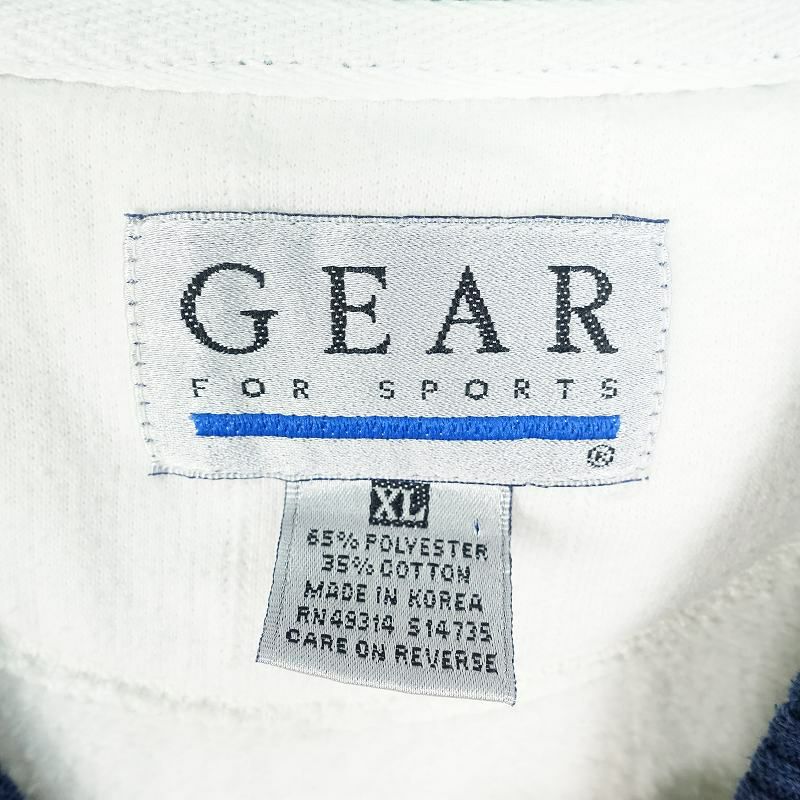 GEAR
FOR SPORTS
®
XL
65% POLYESTER
35% COTTON
MADE IN KOREA
RN49314 S14735
CARE ON REVERSE